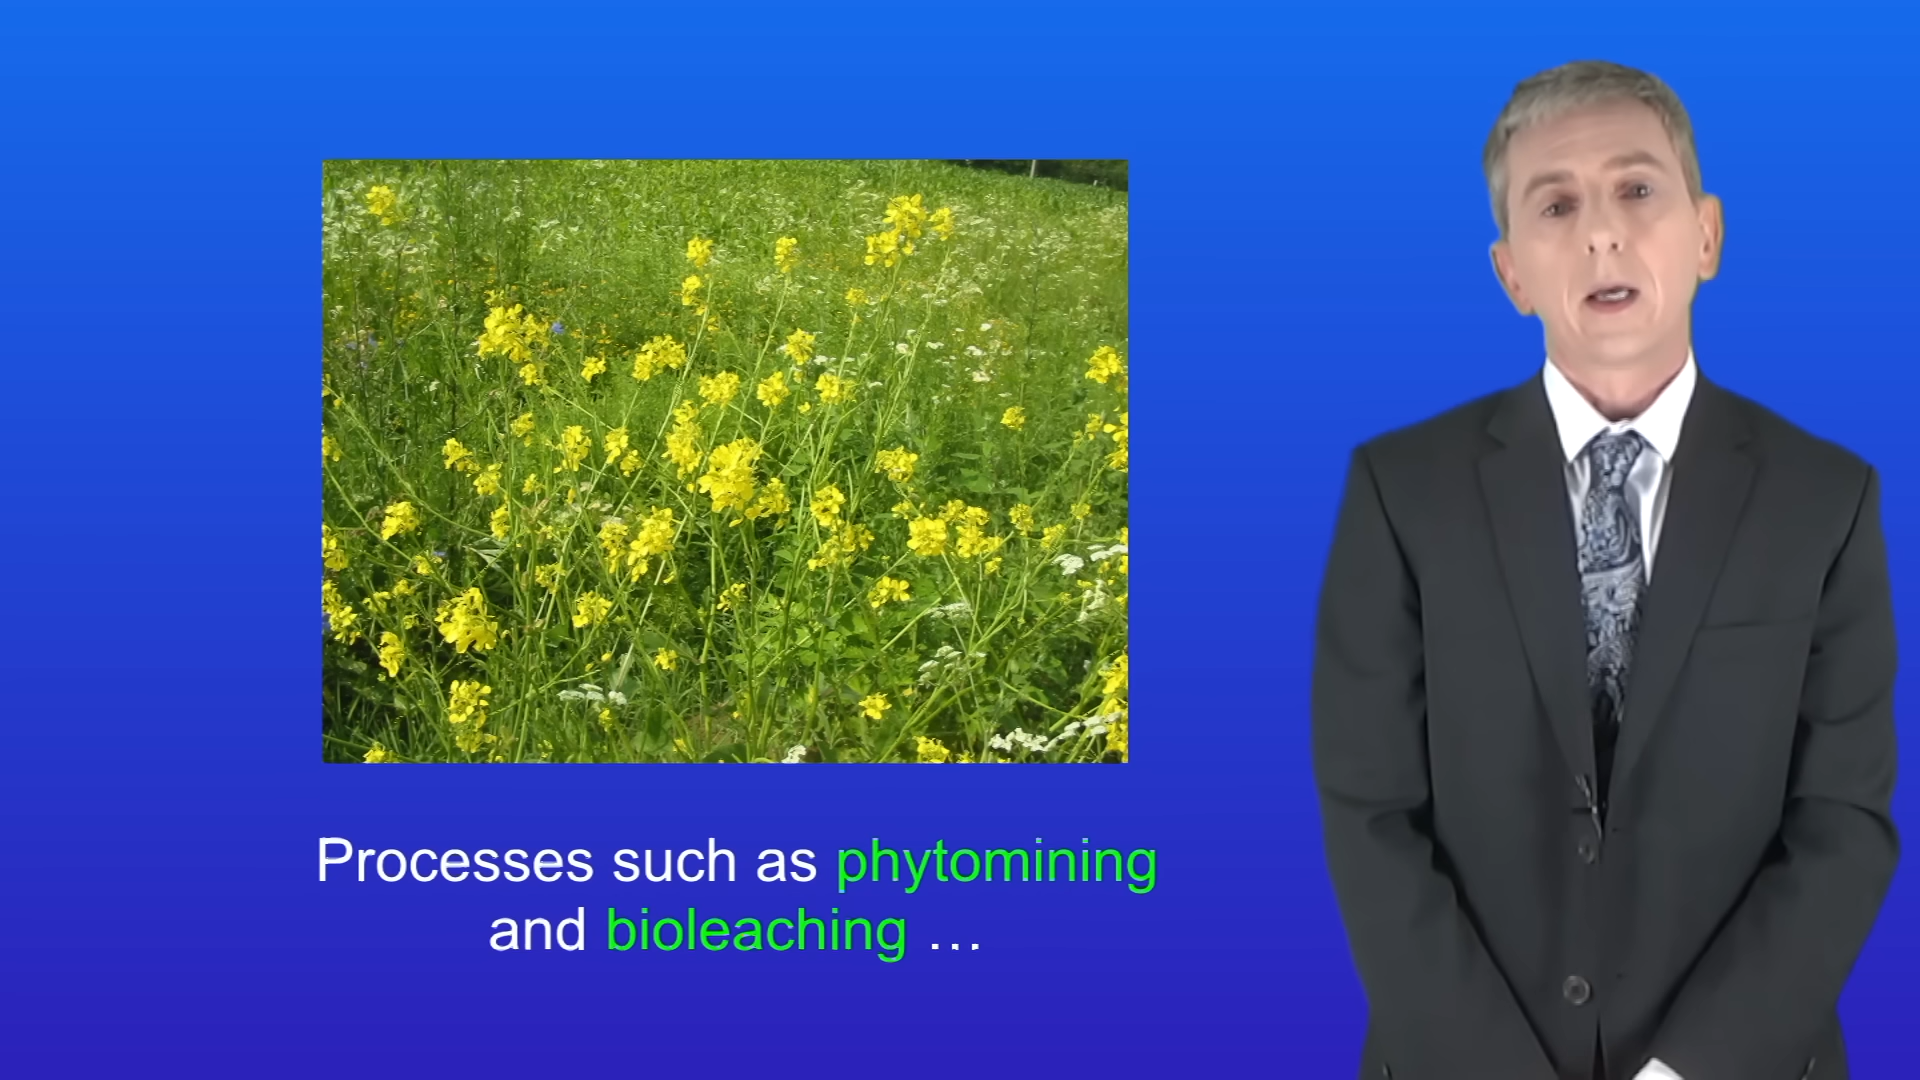 Processes such as phytomining
and bioleaching …